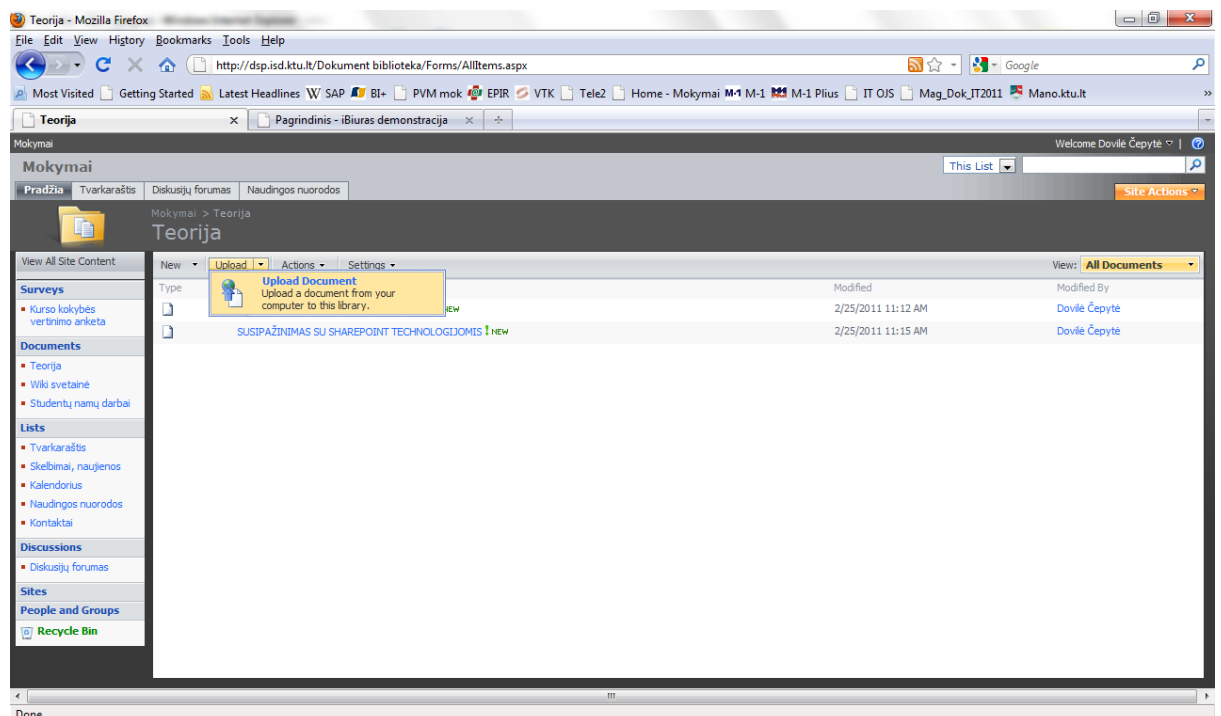 Teorija - Mozilla Firefox
File Edit View History Bookmarks Tools Help
http://dsp.isd.ktu.lt/Dokument biblioteka/Forms/AllItems.aspx
Google
Most Visited Getting Started Latest Headlines SAP BI+ PVM mok EPIR VTK Tele2 Home - Mokymai M-1 M-1 Plius IT OJS Mag_Dok_IT2011 Mano.ktu.lt
Teorija Pagrindinis - iBiuras demonstracija
Mokymai Welcome Dovilė Čepytė
Mokymai This List
Pradžia Tvarkaraštis Diskusijų forumas Naudingos nuorodos Site Actions
Mokymai > Teorija
Teorija
View All Site Content
New Upload Actions Settings View: All Documents
Type Modified Modified By
Upload Document
Upload a document from your
computer to this library.
NEW 2/25/2011 11:12 AM Dovilė Čepytė
SUSIPAŽINIMAS SU SHAREPOINT TECHNOLOGIJOMIS ! NEW 2/25/2011 11:15 AM Dovilė Čepytė
Surveys
Kurso kokybės
vertinimo anketa
Documents
Teorija
Wiki svetainė
Studentų namų darbai
Lists
Tvarkaraštis
Skelbimai, naujienos
Kalendorius
Naudingos nuorodos
Kontaktai
Discussions
Diskusijų forumas
Sites
People and Groups
Recycle Bin
Done